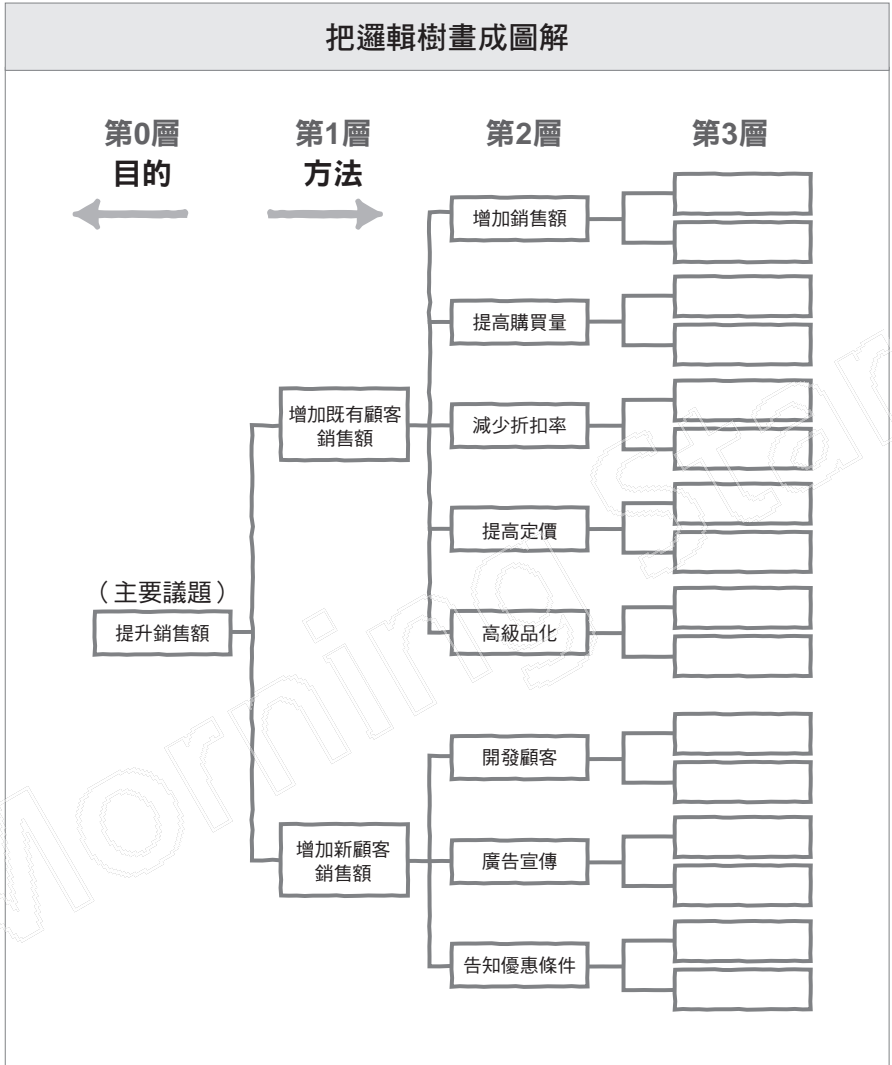 把邏輯樹畫成圖解
第0層
第1層
第2層
第3層
目的
方法
增加銷售額
提高購買量
增加既有顧客
銷售額
減少折扣率
提高定價
(主要議題)
提升銷售額
高級品化
開發顧客
增加新顧客
銷售額
廣告宣傳
告知優惠條件
Morning Star